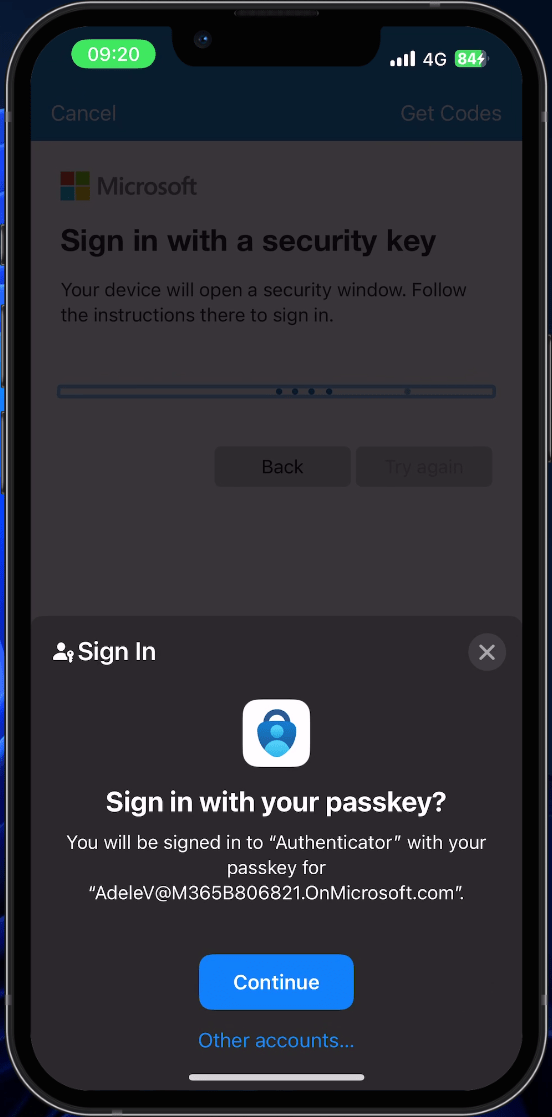 09:20
4G
84
Cancel
Get Codes
Microsoft
Sign in with a security key
Your device will open a security window. Follow
the instructions there to sign in.
Back
Try again
Sign In
Sign in with your passkey?
You will be signed in to “Authenticator” with your
passkey for
“AdeleV@M365B806821.OnMicrosoft.com”.
Continue
Other accounts...